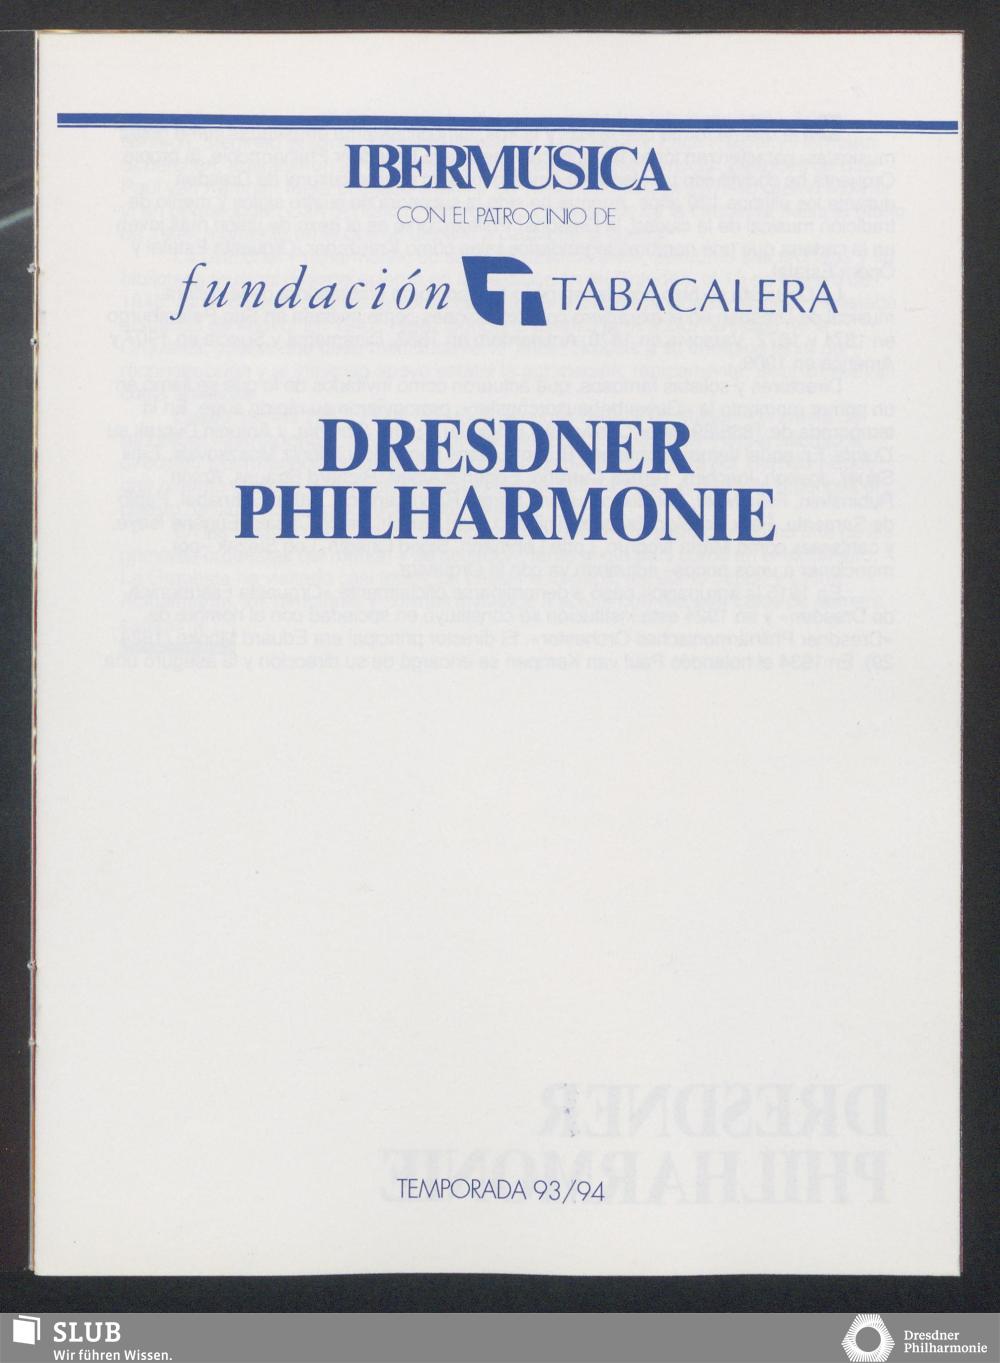 IBERMÚSICA
CON EL PATROCINIO DE
fundación TABACALERA
DRESDNER
PHILHARMONIE
TEMPORADA 93/94
SLUB
Wir führen Wissen.
Dresdner
Philharmonie